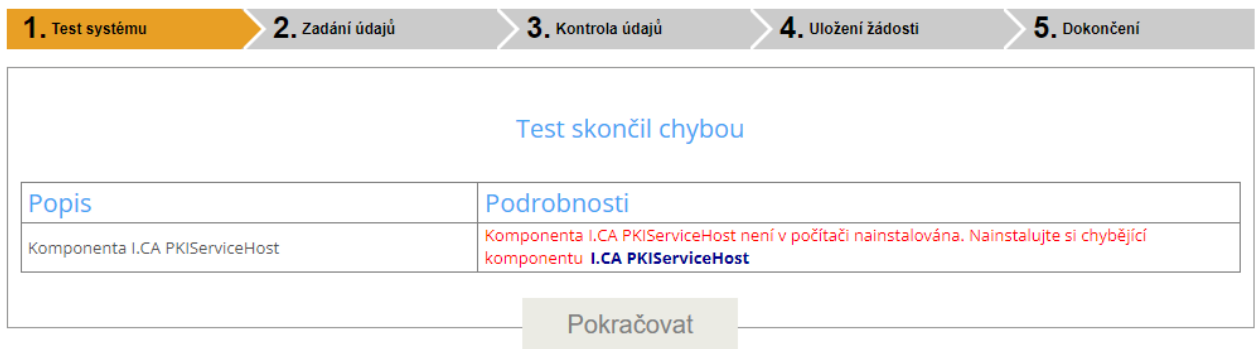 1. Test systému
2. Zadání údajů
3. Kontrola údajů
4. Uložení žádosti
5. Dokončení
Test skončil chybou
Popis
Podrobnosti
Komponenta I.CA PKIServiceHost
Komponenta I.CA PKIServiceHost není v počítači nainstalována. Nainstalujte si chybějící
komponentu I.CA PKIServiceHost
Pokračovat